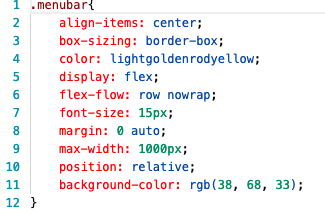 1 .menubar{
2     align-items: center;
3     box-sizing: border-box;
4     color: lightgoldenrodyellow;
5     display: flex;
6     flex-flow: row nowrap;
7     font-size: 15px;
8     margin: 0 auto;
9     max-width: 1000px;
10     position: relative;
11     background-color: rgb(38, 68, 33);
12 }